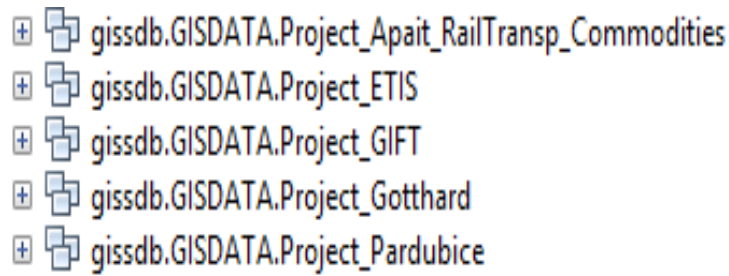 gissdb.GISDATA.Project_Apait_RailTransp_Commodities
gissdb.GISDATA.Project_ETIS
gissdb.GISDATA.Project_GIFT
gissdb.GISDATA.Project_Gotthard
gissdb.GISDATA.Project_Pardubice